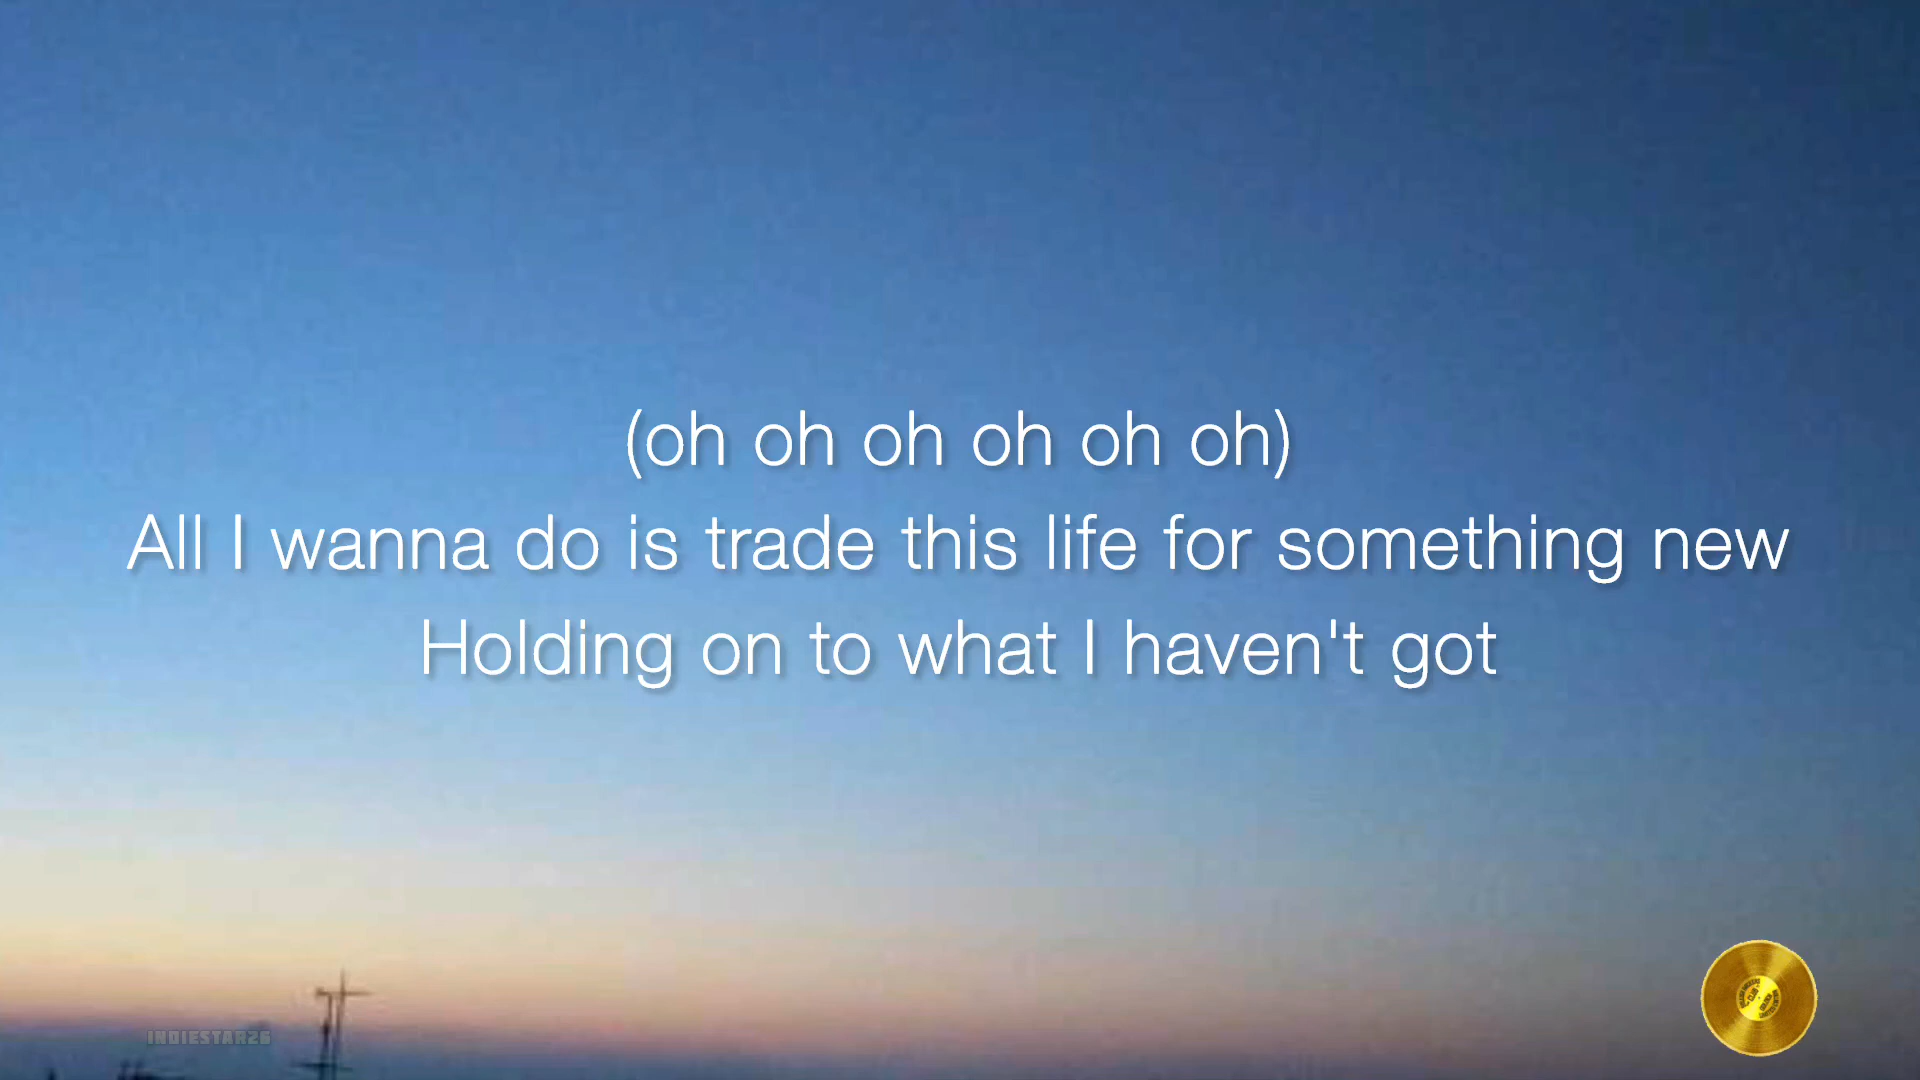 (oh oh oh oh oh oh)
All I wanna do is trade this life for something new
Holding on to what I haven't got
INDIESTAR26